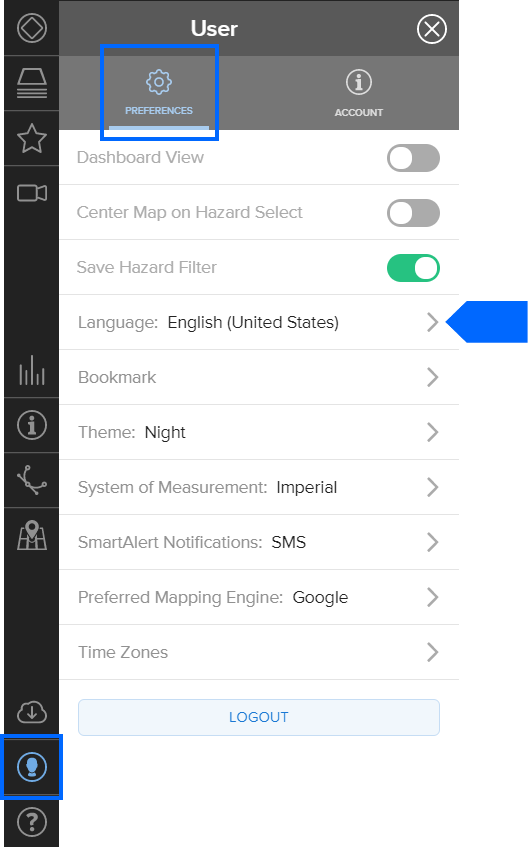 User
PREFERENCES
ACCOUNT
Dashboard View
Center Map on Hazard Select
Save Hazard Filter
Language: English (United States)
Bookmark
Theme: Night
System of Measurement: Imperial
SmartAlert Notifications: SMS
Preferred Mapping Engine: Google
Time Zones
LOGOUT